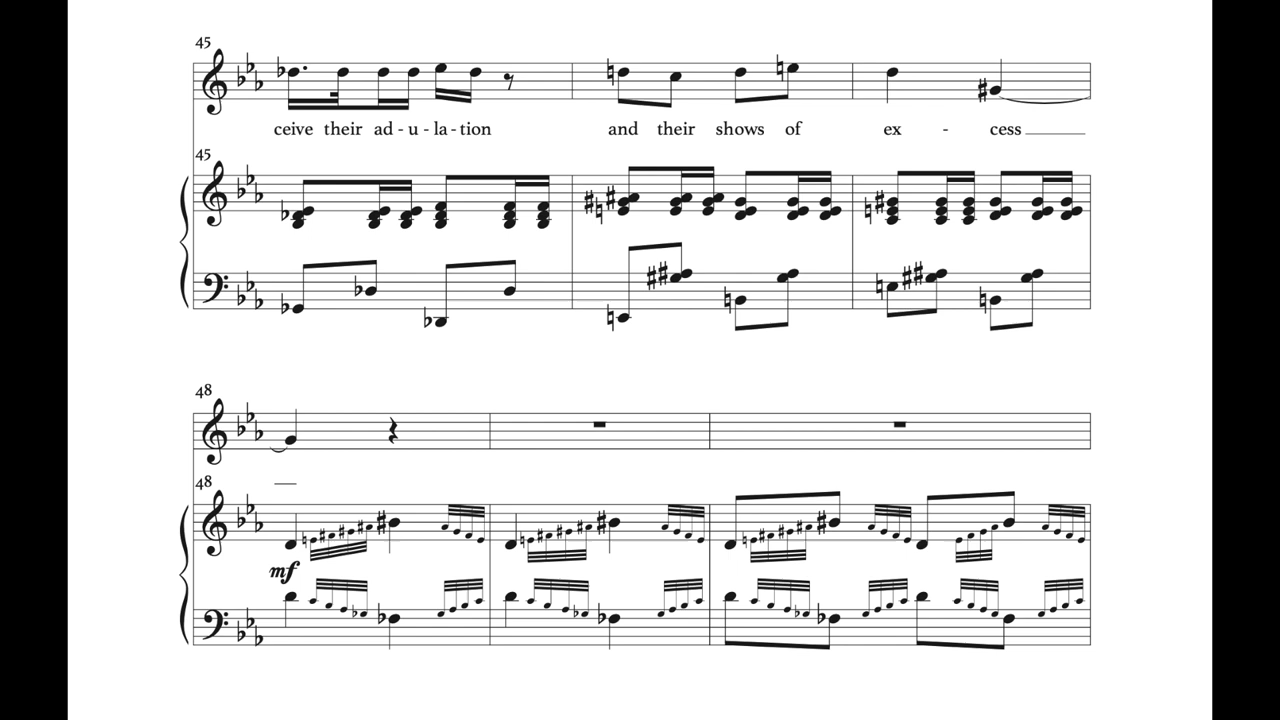 45
ceive their ad - u - la - tion and their shows of ex - cess
45
48
48
mf